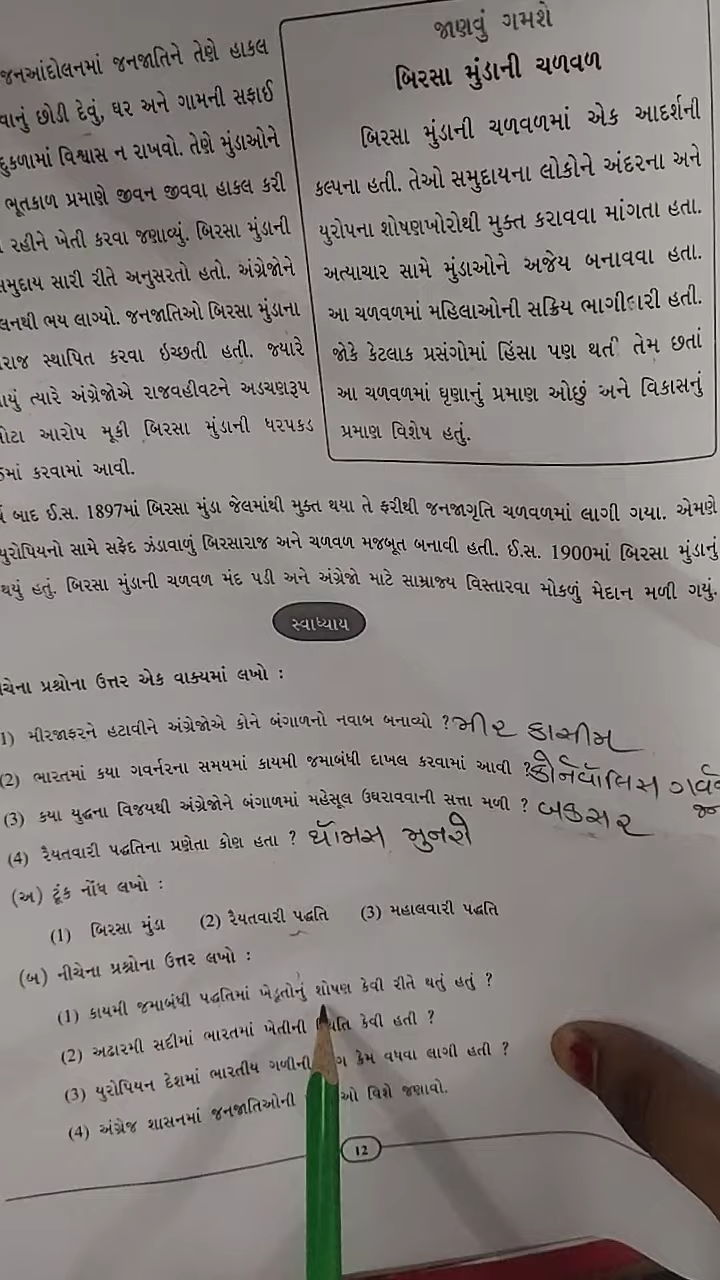 જાણવું ગમશે
બિરસા મુંડાની ચળવળ
બિરસા મુંડાની ચળવળમાં એક આદર્શની
કલ્પના હતી. તેઓ સમુદાયના લોકોને અંદરના અને
યુરોપના શોષણખોરોથી મુક્ત કરાવવા માંગતા હતા.
અત્યાચાર સામે મુંડાઓને અજેય બનાવવા હતા.
આ ચળવળમાં મહિલાઓની સક્રિય ભાગીદારી હતી.
જોકે કેટલાક પ્રસંગોમાં હિંસા પણ થતી તેમ છતાં
આ ચળવળમાં ઘૃણાનું પ્રમાણ ઓછું અને વિકાસનું
પ્રમાણ વિશેષ હતું.
જનઆંદોલનમાં જનજાતિને તેણે હાકલ
છોડી દેવું, ઘર અને ગામની સફાઈ
વિશ્વાસ ન રાખવો. તેણે મુંડાઓને
ભૂતકાળ પ્રમાણે જીવન જીવવા હાકલ કરી
રહીને ખેતી કરવા જણાવ્યું. બિરસા મુંડાની
સમુદાય સારી રીતે અનુસરતો હતો. અંગ્રેજોને
ભય લાગ્યો. જનજાતિઓ બિરસા મુંડાના
રાજ સ્થાપિત કરવા ઇચ્છતી હતી. જ્યારે
ત્યારે અંગ્રેજોએ રાજવહીવટને અડચણરૂપ
આરોપ મૂકી બિરસા મુંડાની ધરપકડ
કરવામાં આવી.
બાદ ઈ.સ. 1897માં બિરસા મુંડા જેલમાંથી મુક્ત થયા તે ફરીથી જનજાગૃતિ ચળવળમાં લાગી ગયા. એમણે
યુરોપિયનો સામે સફેદ ઝંડાવાળું બિરસારાજ અને ચળવળ મજબૂત બનાવી હતી. ઈ.સ. 1900માં બિરસા મુંડાનું
થયું હતું. બિરસા મુંડાની ચળવળ મંદ પડી અને અંગ્રેજો માટે સામ્રાજ્ય વિસ્તારવા મોકળું મેદાન મળી ગયું.
સ્વાધ્યાય
પ્રશ્નોના ઉત્તર એક વાક્યમાં લખો :
1) મીરજાફરને હટાવીને અંગ્રેજોએ કોને બંગાળનો નવાબ બનાવ્યો ? મીર કાસીમ
(2) ભારતમાં કયા ગવર્નરના સમયમાં કાયમી જમાબંધી દાખલ કરવામાં આવી ? કોર્નવૉલિસ
(3) કયા યુદ્ધના વિજયથી અંગ્રેજોને બંગાળમાં મહેસૂલ ઉઘરાવવાની સત્તા મળી ? બક્સર
(4) રૈયતવારી પદ્ધતિના પ્રણેતા કોણ હતા ? થૉમસ મુનરી
(અ) ટૂંક નોંધ લખો :
(1) બિરસા મુંડા (2) રૈયતવારી પદ્ધતિ (3) મહાલવારી પદ્ધતિ
(બ) નીચેના પ્રશ્નોના ઉત્તર લખો :
(1) કાયમી જમાબંધી પદ્ધતિમાં ખેડૂતોનું શોષણ કેવી રીતે થતું હતું ?
(2) અઢારમી સદીમાં ભારતમાં ખેતીની કેવી હતી ?
(3) યુરોપિયન દેશમાં ભારતીય ગળીની કેમ વધવા લાગી હતી ?
(4) અંગ્રેજ શાસનમાં જનજાતિઓની વિશે જણાવો.
12